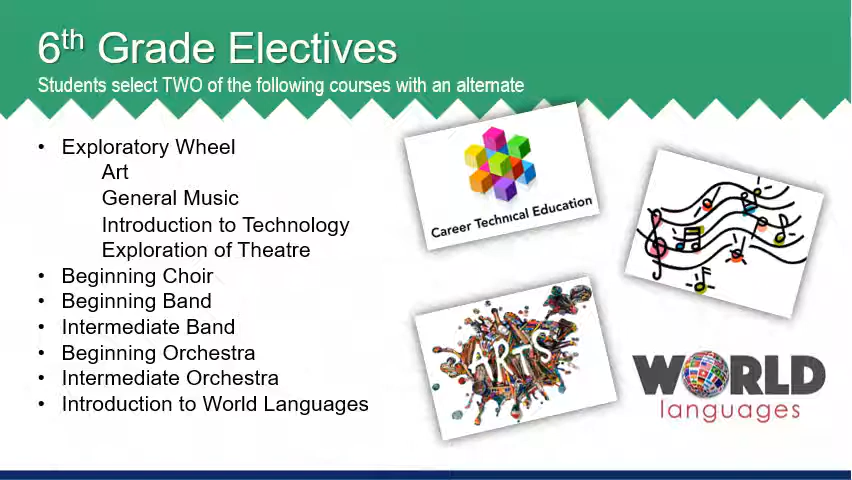 6th Grade Electives
Students select TWO of the following courses with an alternate
• Exploratory Wheel
Art
General Music
Introduction to Technology
Exploration of Theatre
• Beginning Choir
• Beginning Band
• Intermediate Band
• Beginning Orchestra
• Intermediate Orchestra
• Introduction to World Languages
Career Technical Education
ARTS
WORLD
languages